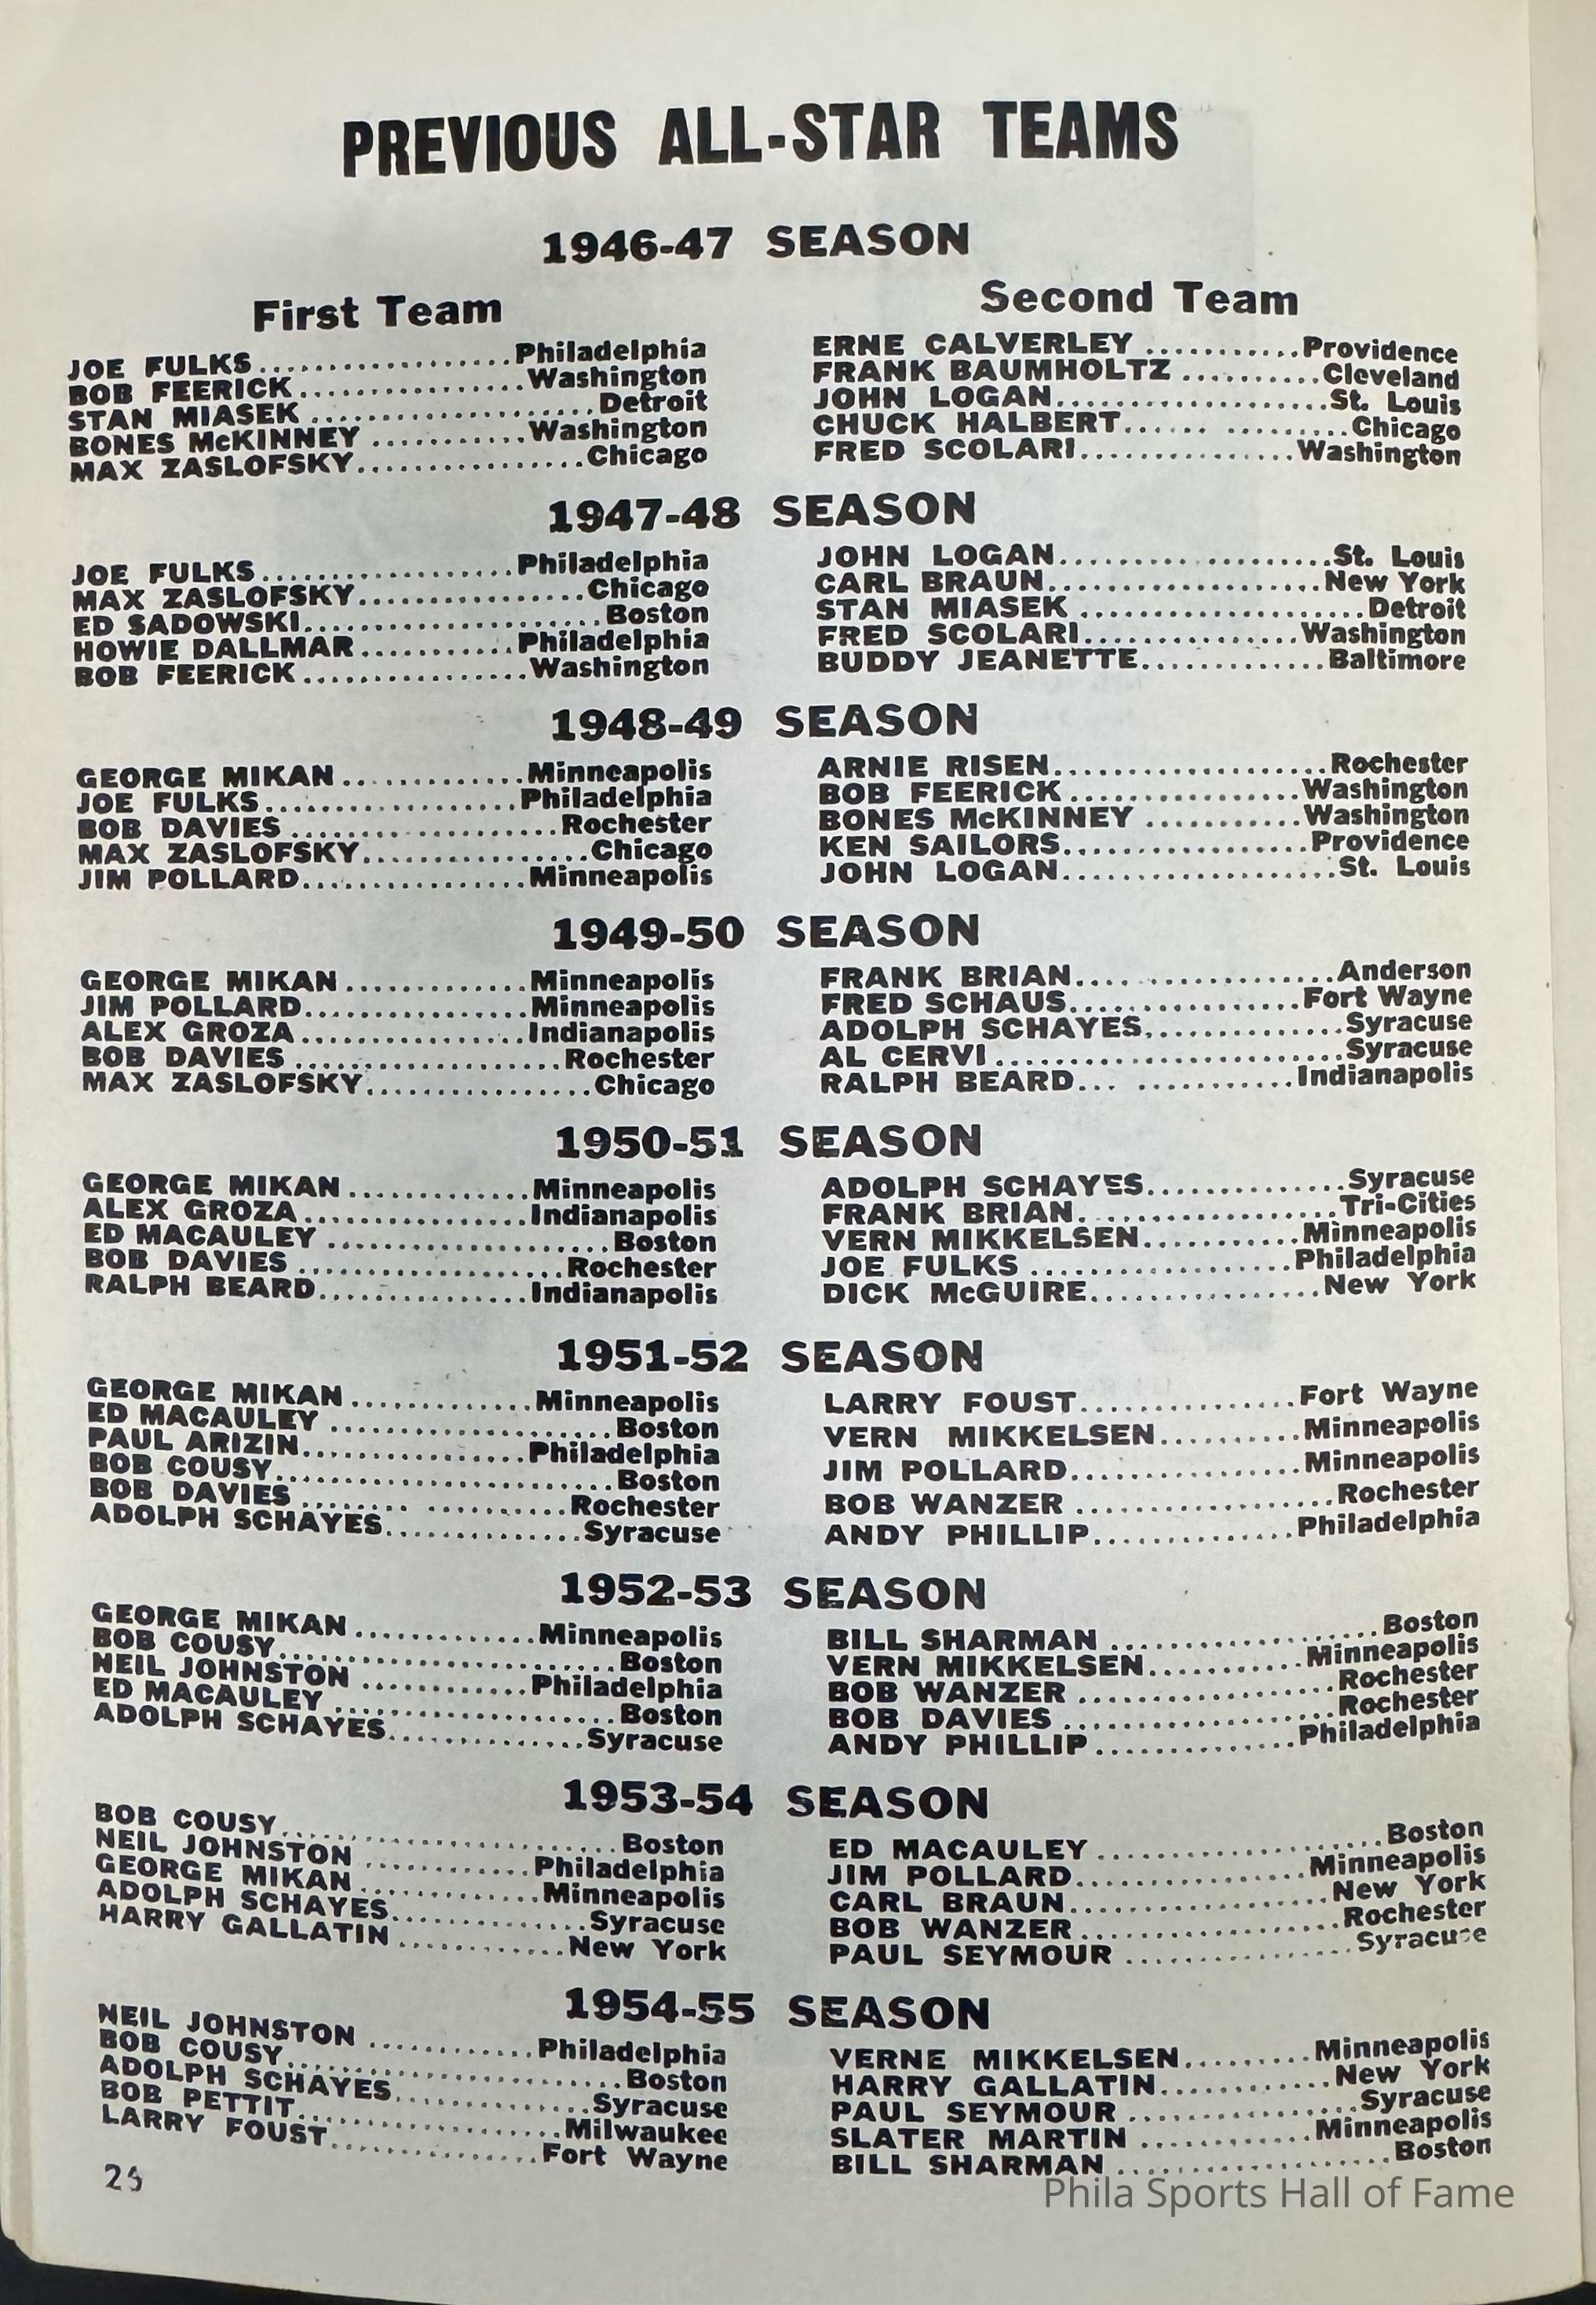 PREVIOUS ALL-STAR TEAMS
1946-47 SEASON
First Team
JOE FULKS..................Philadelphia
BOB FEERICK................Washington
STAN MIASEK ....................Detroit
BONES McKINNEY ...........Washington
MAX ZASLOFSKY................Chicago
Second Team
ERNE CALVERLEY ...........Providence
FRANK BAUMHOLTZ ..........Cleveland
JOHN LOGAN...................St. Louis
CHUCK HALBERT...... .........Chicago
FRED SCOLARI...............Washington
1947-48 SEASON
JOE FULKS..................Philadelphia
MAX ZASLOFSKY................Chicago
ED SADOWSKI.....................Boston
HOWIE DALLMAR...........Philadelphia
BOB FEERICK................Washington
JOHN LOGAN...................St. Louis
CARL BRAUN...................New York
STAN MIASEK ....................Detroit
FRED SCOLARI...............Washington
BUDDY JEANETTE.............Baltimore
1948-49 SEASON
GEORGE MIKAN.............Minneapolis
JOE FULKS..................Philadelphia
BOB DAVIES ...................Rochester
MAX ZASLOFSKY................Chicago
JIM POLLARD................Minneapolis
ARNIE RISEN...................Rochester
BOB FEERICK................Washington
BONES McKINNEY ...........Washington
KEN SAILORS.................Providence
JOHN LOGAN...................St. Louis
1949-50 SEASON
GEORGE MIKAN.............Minneapolis
JIM POLLARD................Minneapolis
ALEX GROZA................Indianapolis
BOB DAVIES ...................Rochester
MAX ZASLOFSKY................Chicago
FRANK BRIAN...................Anderson
FRED SCHAUS................Fort Wayne
ADOLPH SCHAYES..............Syracuse
AL CERVI.........................Syracuse
RALPH BEARD... ...........Indianapolis
1950-51 SEASON
GEORGE MIKAN.............Minneapolis
ALEX GROZA................Indianapolis
ED MACAULEY ....................Boston
BOB DAVIES ...................Rochester
RALPH BEARD...............Indianapolis
ADOLPH SCHAYES..............Syracuse
FRANK BRIAN...................Tri-Cities
VERN MIKKELSEN...........Minneapolis
JOE FULKS ..................Philadelphia
DICK McGUIRE................New York
1951-52 SEASON
GEORGE MIKAN.............Minneapolis
ED MACAULEY ....................Boston
PAUL ARIZIN................Philadelphia
BOB COUSY........................Boston
BOB DAVIES ........ ..........Rochester
ADOLPH SCHAYES..............Syracuse
LARRY FOUST...............Fort Wayne
VERN MIKKELSEN..........Minneapolis
JIM POLLARD................Minneapolis
BOB WANZER ..................Rochester
ANDY PHILLIP..............Philadelphia
1952-53 SEASON
GEORGE MIKAN.............Minneapolis
BOB COUSY........................Boston
NEIL JOHNSTON ............Philadelphia
ED MACAULEY ....................Boston
ADOLPH SCHAYES..............Syracuse
BILL SHARMAN ...................Boston
VERN MIKKELSEN...........Minneapolis
BOB WANZER ..................Rochester
BOB DAVIES ...................Rochester
ANDY PHILLIP..............Philadelphia
1953-54 SEASON
BOB COUSY........................Boston
NEIL JOHNSTON ............Philadelphia
GEORGE MIKAN.............Minneapolis
ADOLPH SCHAYES..............Syracuse
HARRY GALLATIN ............New York
ED MACAULEY....................Boston
JIM POLLARD................Minneapolis
CARL BRAUN...................New York
BOB WANZER...................Rochester
PAUL SEYMOUR ................Syracuse
1954-55 SEASON
NEIL JOHNSTON ............Philadelphia
BOB COUSY........................Boston
ADOLPH SCHAYES..............Syracuse
BOB PETTIT...................Milwaukee
LARRY FOUST...............Fort Wayne
VERNE MIKKELSEN.........Minneapolis
HARRY GALLATIN............New York
PAUL SEYMOUR ................Syracuse
SLATER MARTIN ............Minneapolis
BILL SHARMAN...................Boston
Phila Sports Hall of Fame